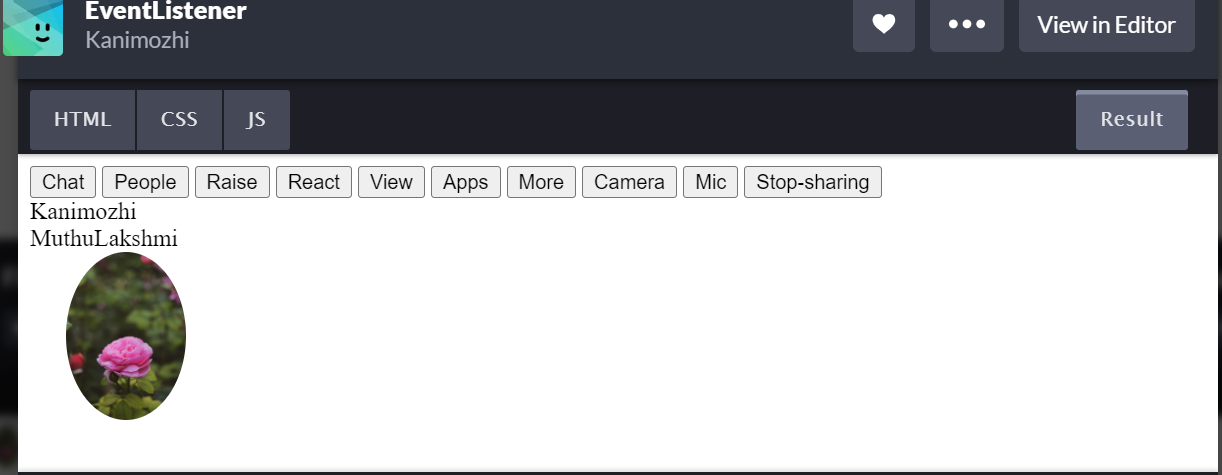 EventListener
Kanimozhi
View in Editor
HTML CSS JS Result
Chat People Raise React View Apps More Camera Mic Stop-sharing
Kanimozhi
MuthuLakshmi